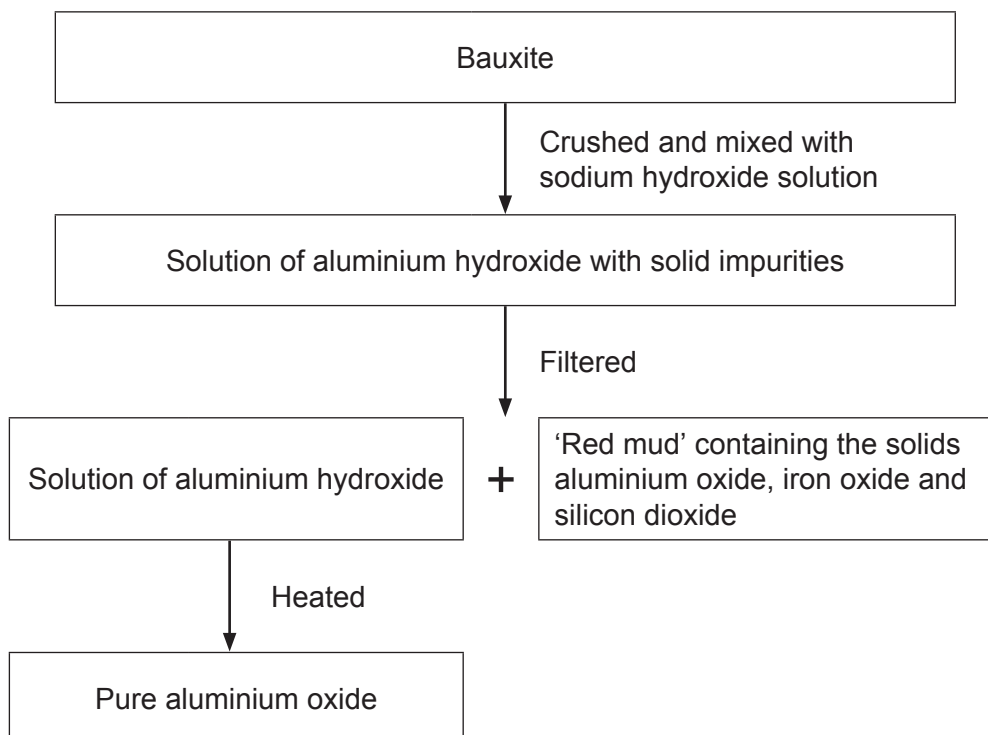 Bauxite
Crushed and mixed with
sodium hydroxide solution
Solution of aluminium hydroxide with solid impurities
Filtered
Solution of aluminium hydroxide
+
‘Red mud’ containing the solids
aluminium oxide, iron oxide and
silicon dioxide
Heated
Pure aluminium oxide